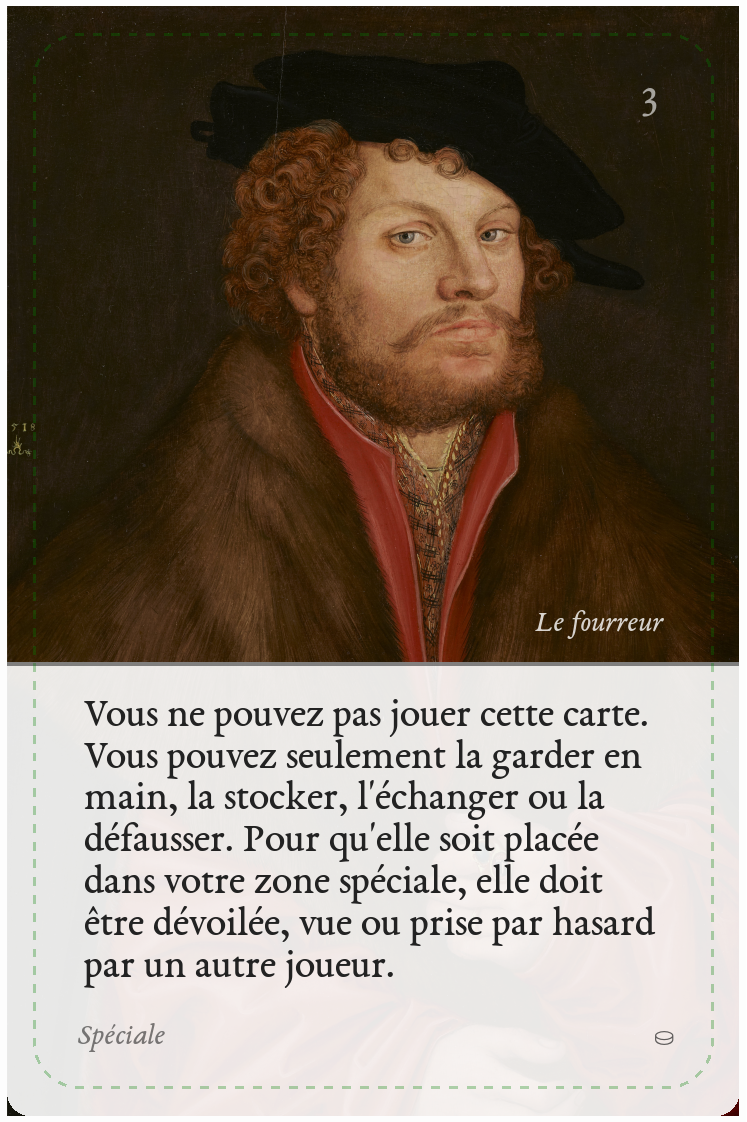 3
518
Le fourreur
Vous ne pouvez pas jouer cette carte.
Vous pouvez seulement la garder en
main, la stocker, l'échanger ou la
défausser. Pour qu'elle soit placée
dans votre zone spéciale, elle doit
être dévoilée, vue ou prise par hasard
par un autre joueur.
Spéciale